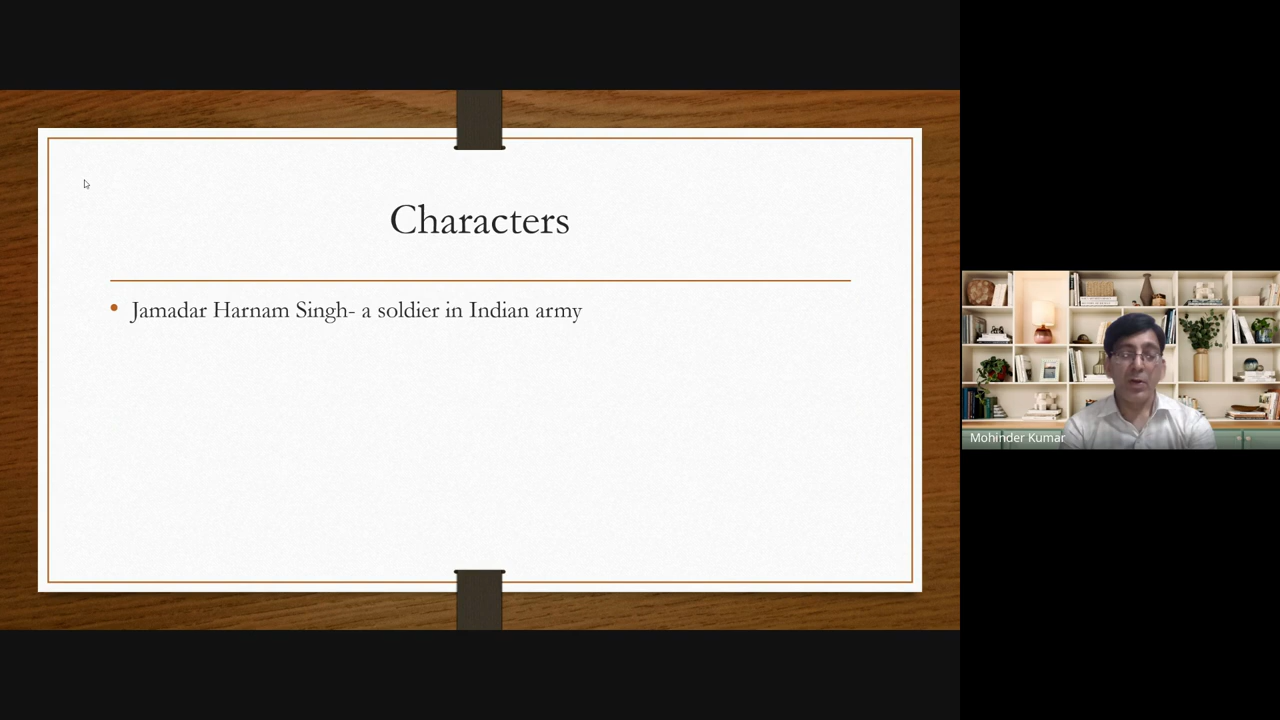 Characters
• Jamadar Harnam Singh- a soldier in Indian army
Mohinder Kumar